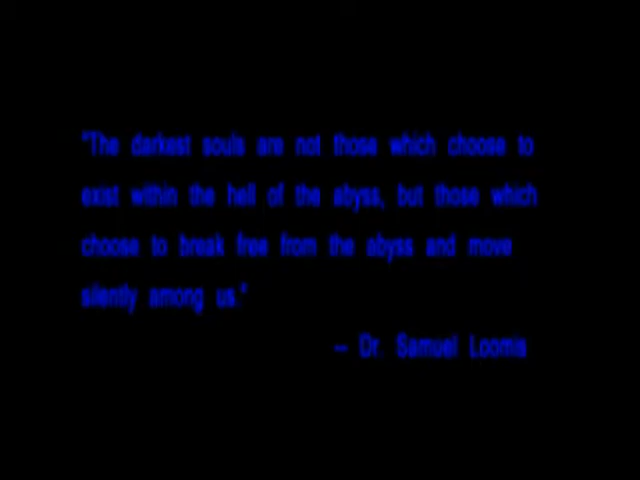 "The darkest souls are not those which choose to
exist within the hell of the abyss, but those which
choose to break free from the abyss and move
silently among us."
-- Dr. Samuel Loomis